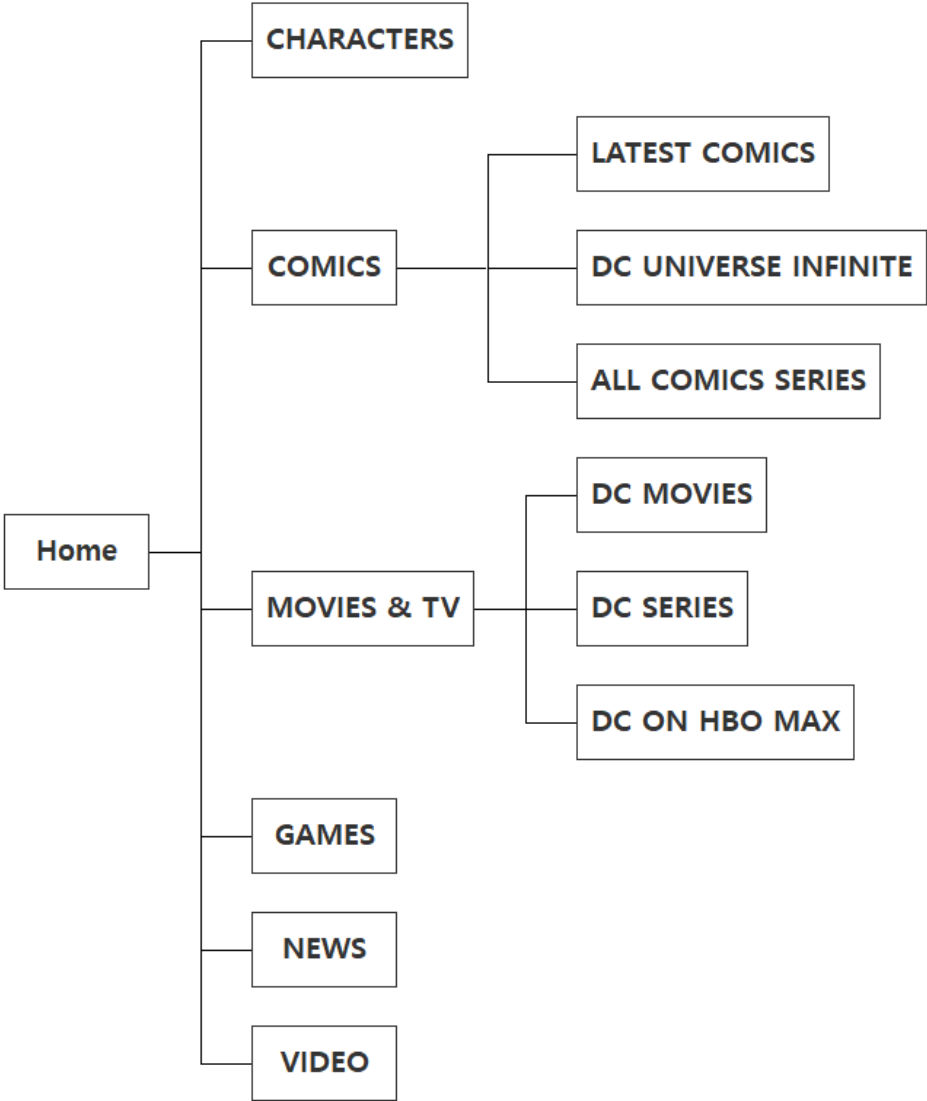 CHARACTERS
LATEST COMICS
COMICS
DC UNIVERSE INFINITE
ALL COMICS SERIES
DC MOVIES
Home
MOVIES & TV
DC SERIES
DC ON HBO MAX
GAMES
NEWS
VIDEO